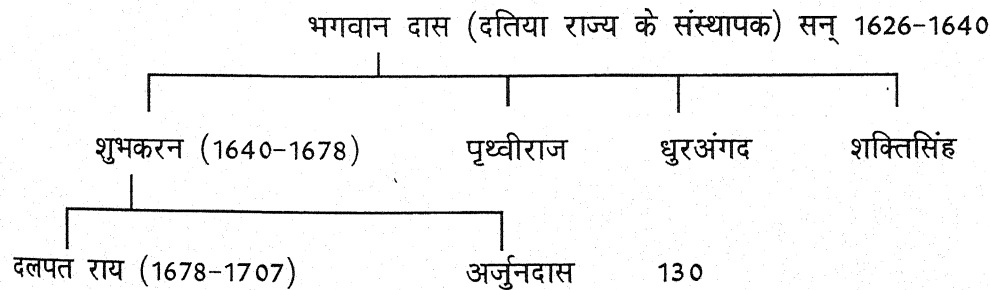 भगवान दास (दतिया राज्य के संस्थापक) सन् 1626-1640
शुभकरन (1640-1678) पृथ्वीराज धुरअंगद शक्तिसिंह
दलपत राय (1678-1707) अर्जुनदास 130